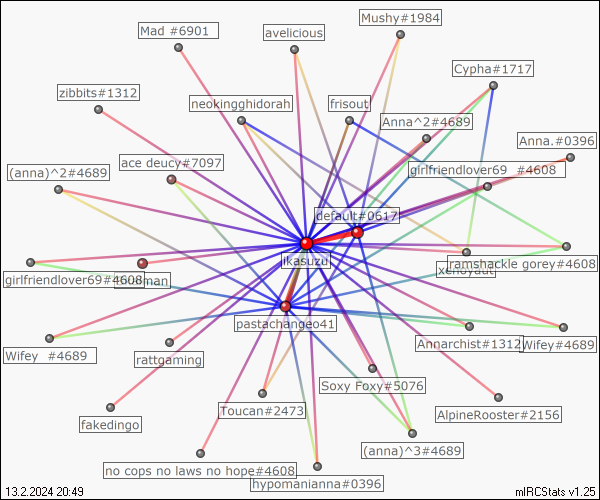 Mushy#1984
Mad #6901
avelicious
Cypha#1717
zibbits#1312
neokingghidorah
frisout
Anna^2#4689
Anna.#0396
ace deucy#7097
(anna)^2#4689
girlfriendlover69 #4608
default#0617
ikasuzu
ramshackle gorey#4608
xenoyaut
girlfriendlover69#4608
man
pastachangeo41
Annarchist#1312
Wifey#4689
Wifey #4689
rattgaming
Soxy Foxy#5076
Toucan#2473
AlpineRooster#2156
fakedingo
(anna)^3#4689
no cops no laws no hope#4608
hypomanianna#0396
13.2.2024 20:49
mIRCStats v1.25